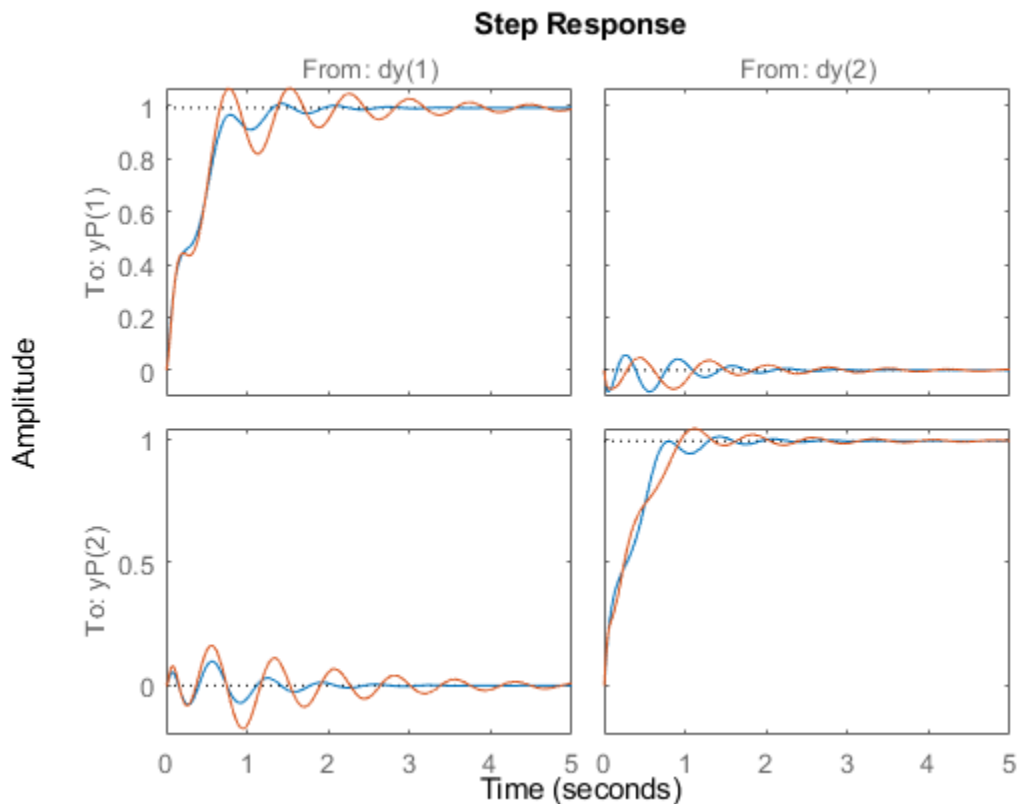 Step Response
From: dy(1)
From: dy(2)
To: yP(1)
1
0.8
0.6
0.4
0.2
0
Amplitude
To: yP(2)
1
0.5
0
0 1 2 3 4 5
0 1 2 3 4 5
Time (seconds)